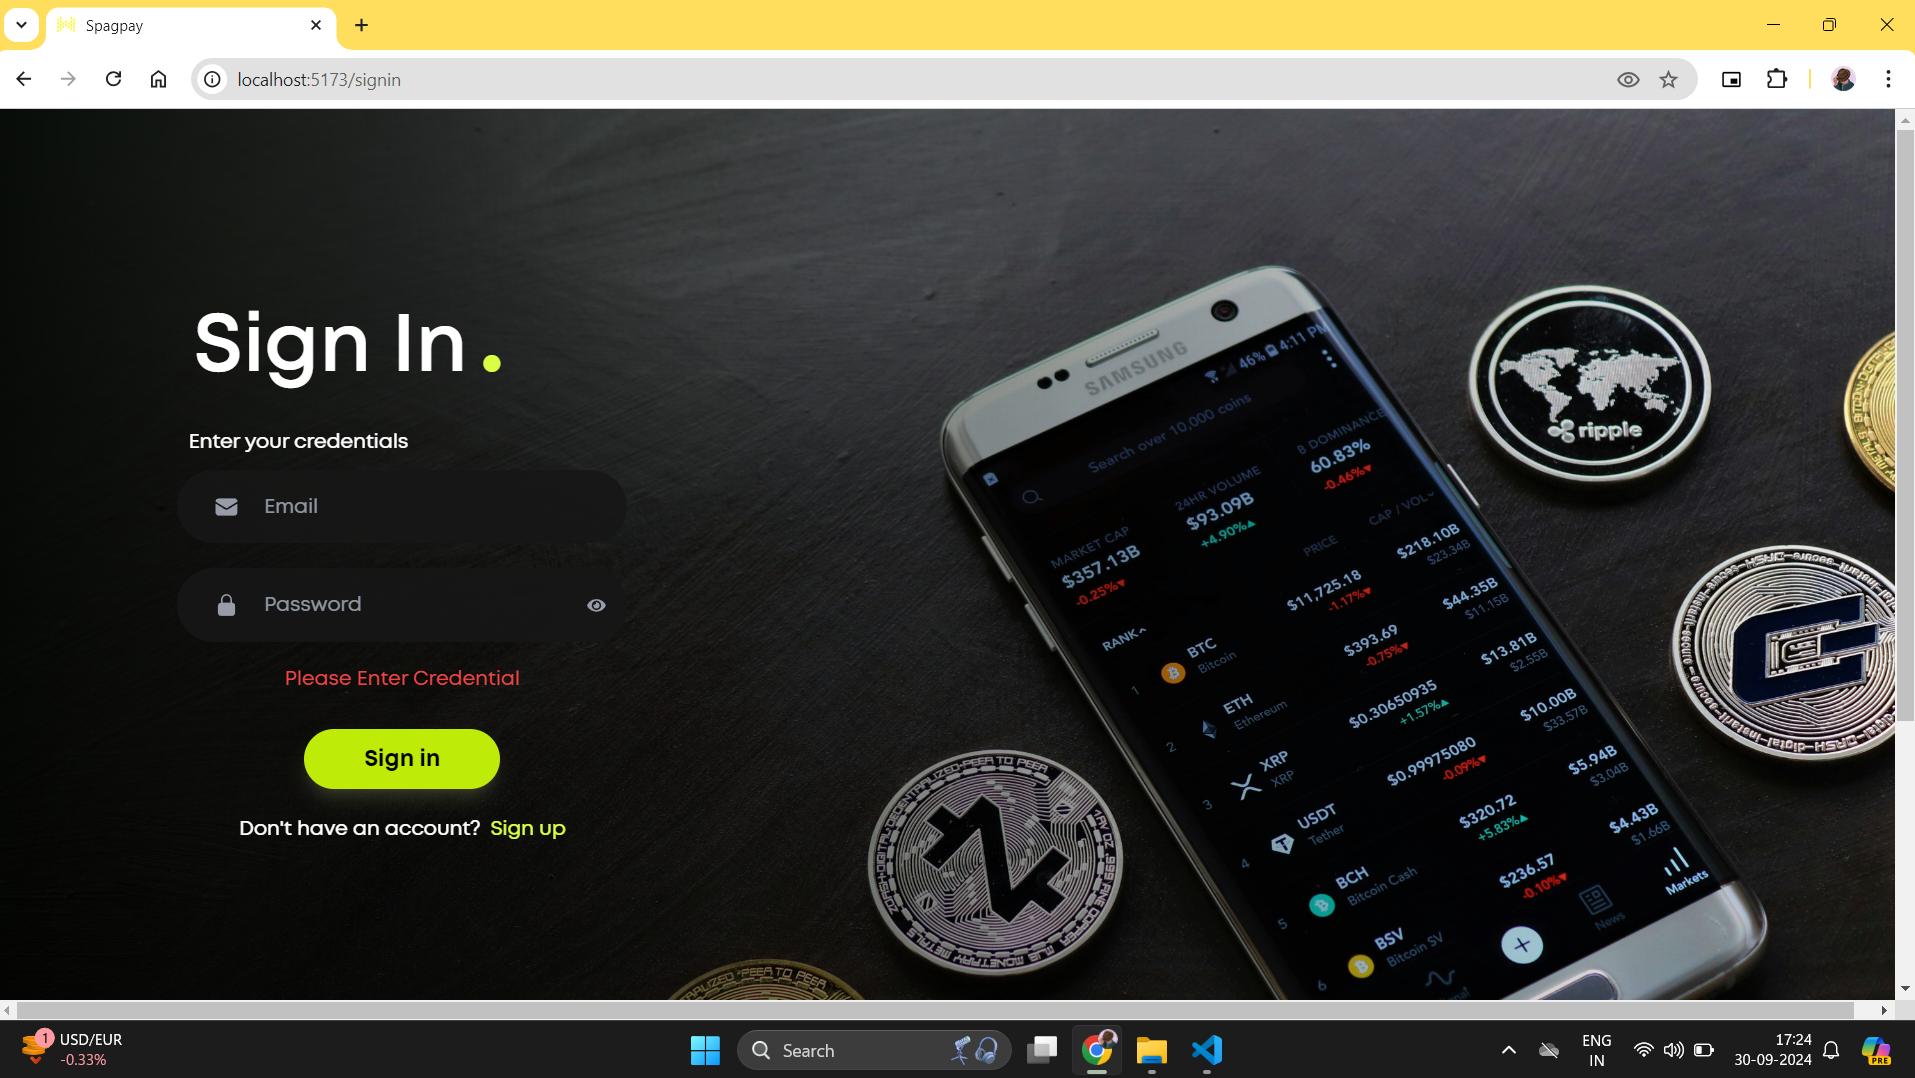 Spagpay
localhost:5173/signin
Sign In.
Enter your credentials
Email
Password
Please Enter Credential
Sign in
Don't have an account? Sign up
SAMSUNG
46% 4:11 PM
Search over 10,000 coins
MARKET CAP
$357.13B
-0.25%
24HR VOLUME
$93.09B
+4.90%
B DOMINANCE
60.83%
-0.46%
RANK
PRICE
CAP / VOL
1
BTC
Bitcoin
$11,725.18
-1.17%
$218.10B
$23.34B
2
ETH
Ethereum
$393.69
-0.75%
$44.35B
$11.15B
3
XRP
XRP
$0.30650935
+1.57%
$13.81B
$2.55B
4
USDT
Tether
$0.99975080
-0.09%
$10.00B
$33.57B
5
BCH
Bitcoin Cash
$320.72
+5.83%
$5.94B
$3.04B
6
BSV
Bitcoin SV
$236.57
-0.10%
$4.43B
$1.66B
News
Markets
ripple
DECENTRALIZED-PEER TO PEER
1
USD/EUR
-0.33%
Search
ENG
IN
17:24
30-09-2024
PRE